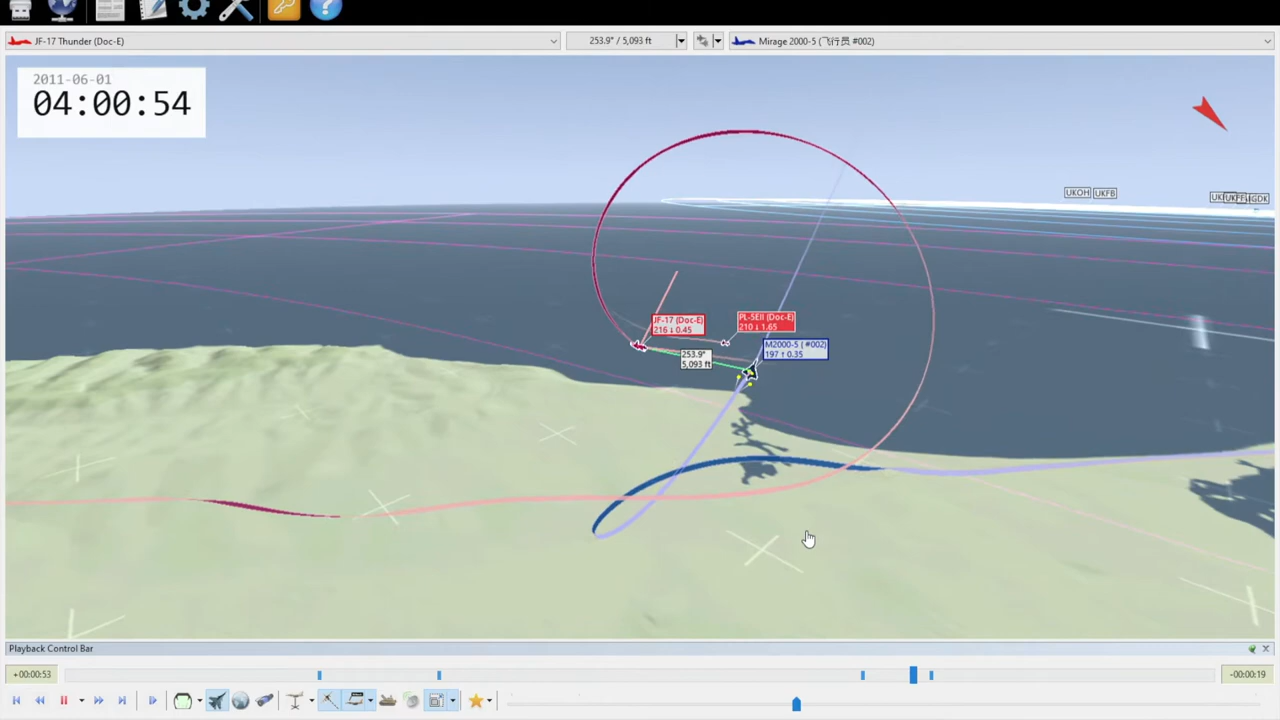 JF-17 Thunder (Doc-E)
253.9° / 5,093 ft
Mirage 2000-5 (飞行员 #002)
2011-06-01
04:00:54
UKOH
UKFB
GDK
JF-17 (Doc-E)
216 ↓ 0.45
PL-5EII (Doc-E)
210 ↓ 1.65
M2000-5 ( #002)
197 ↑ 0.35
253.9°
5,093 ft
Playback Control Bar
+00:00:53
-00:00:19